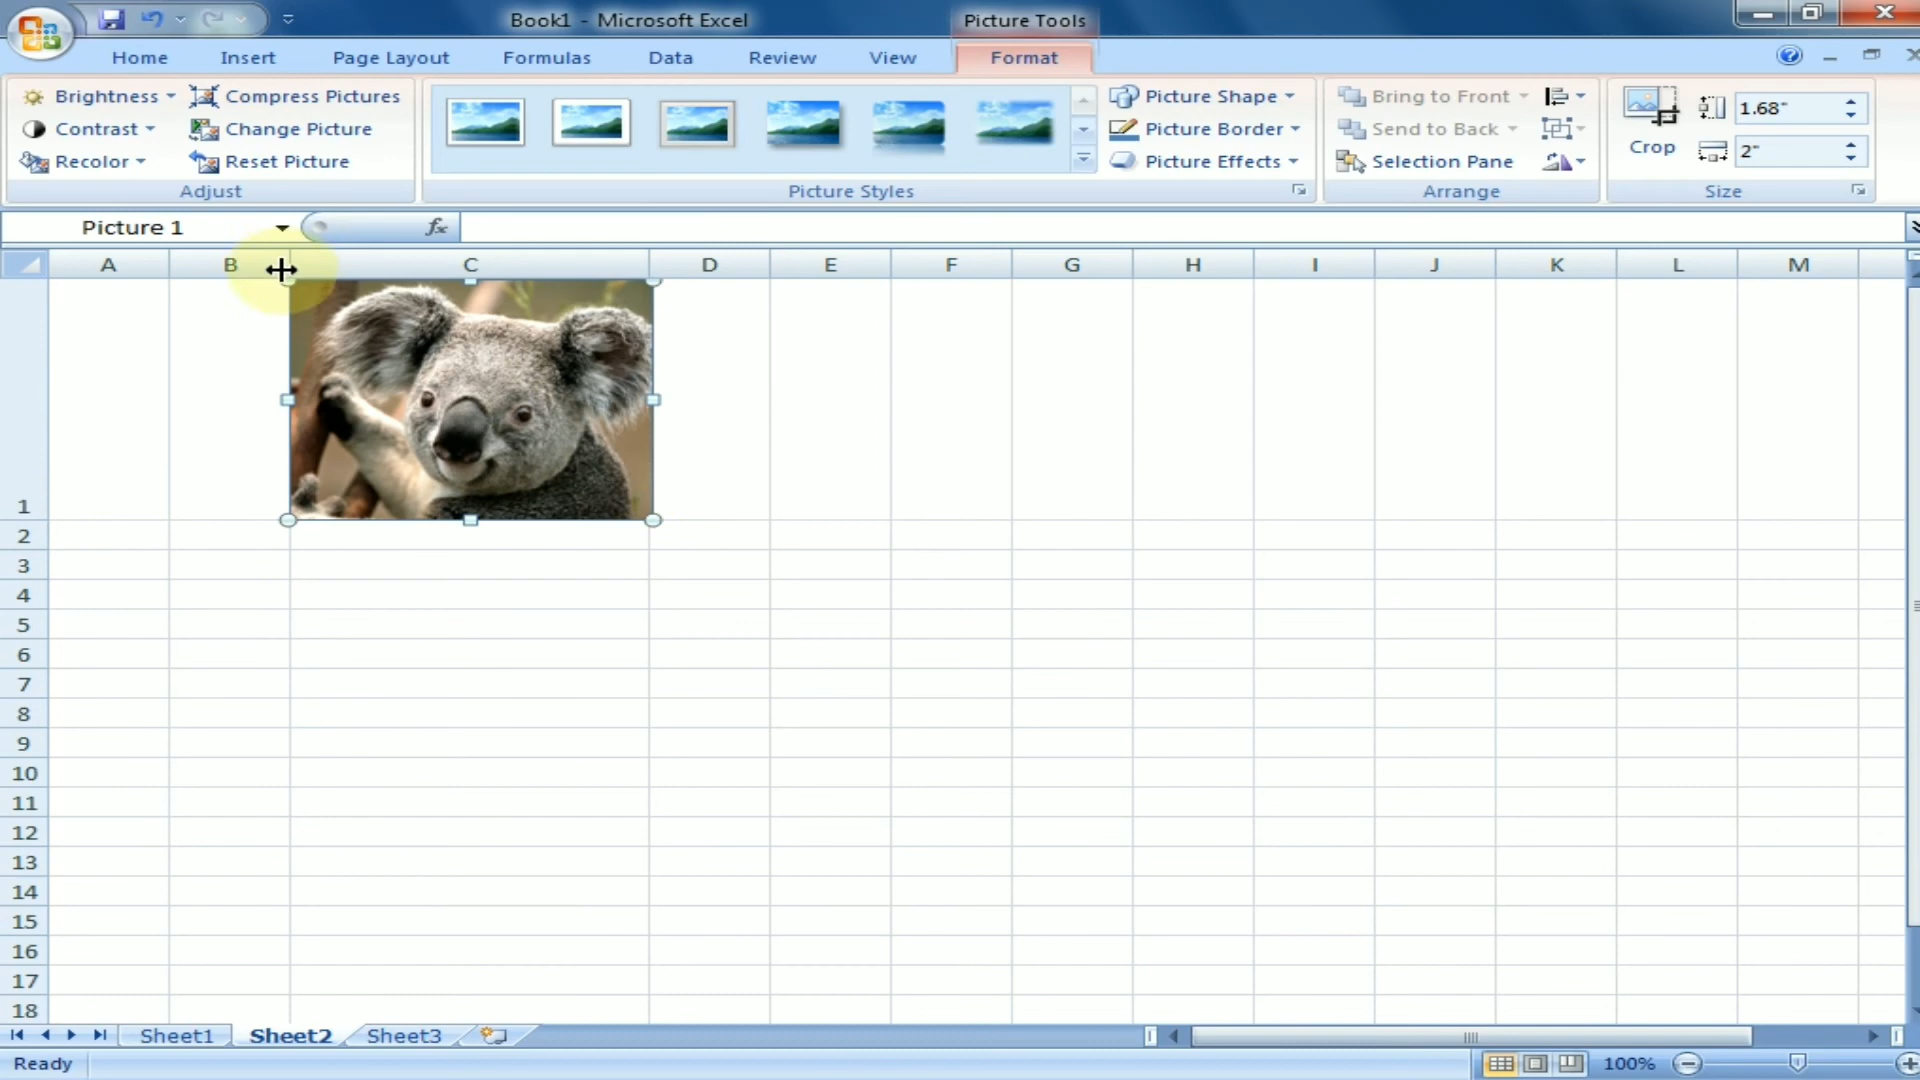 Book1 - Microsoft Excel
Picture Tools
Home Insert Page Layout Formulas Data Review View Format
Brightness Compress Pictures Picture Shape Bring to Front 1.68"
Contrast Change Picture Picture Border Send to Back
Recolor Reset Picture Picture Effects Selection Pane Crop 2"
Adjust Picture Styles Arrange Size
Picture 1 fx
A B C D E F G H I J K L M
1
2
3
4
5
6
7
8
9
10
11
12
13
14
15
16
17
18
Sheet1 Sheet2 Sheet3
Ready 100%